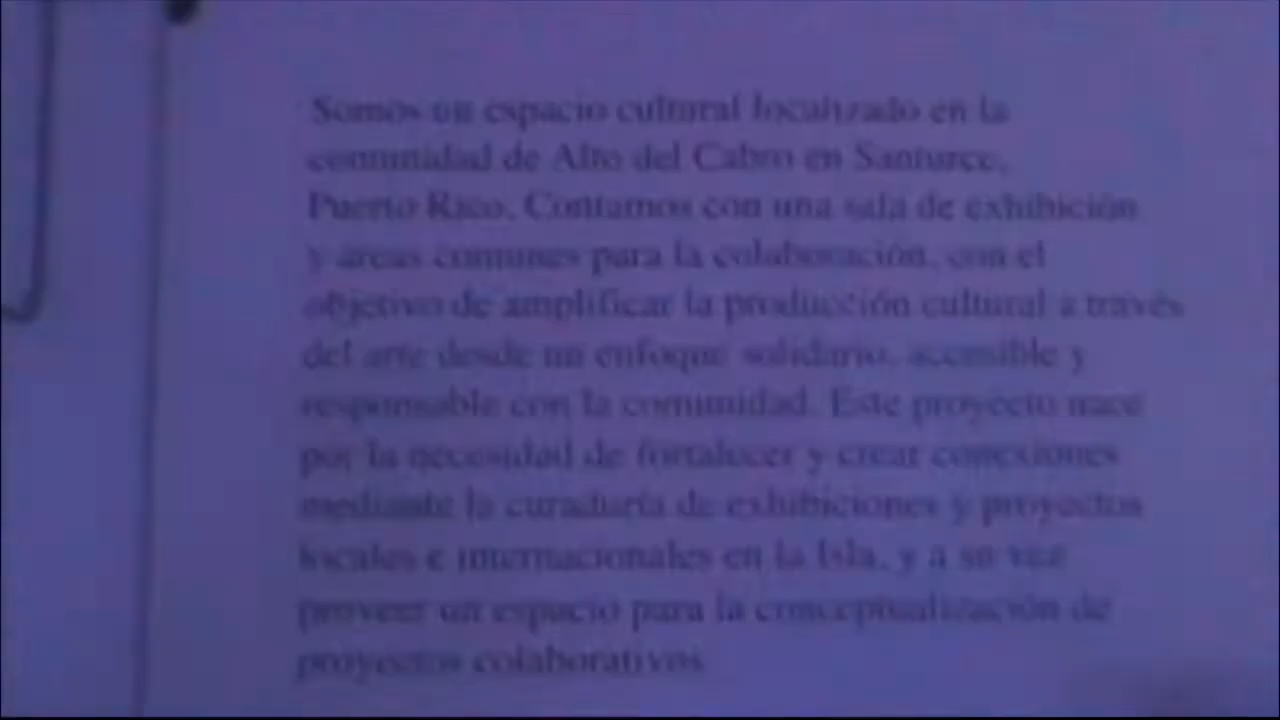 Somos un espacio cultural localizado en la
comunidad de Alto del Cabro en Santurce,
Puerto Rico. Contamos con una sala de exhibición
y áreas comunes para la colaboración, con el
objetivo de amplificar la producción cultural a través
del arte desde un enfoque solidario, accesible y
responsable con la comunidad. Este proyecto nace
por la necesidad de fortalecer y crear conexiones
mediante la curaduría de exhibiciones y proyectos
locales e internacionales en la Isla, y a su vez
proveer un espacio para la conceptualización de
proyectos colaborativos